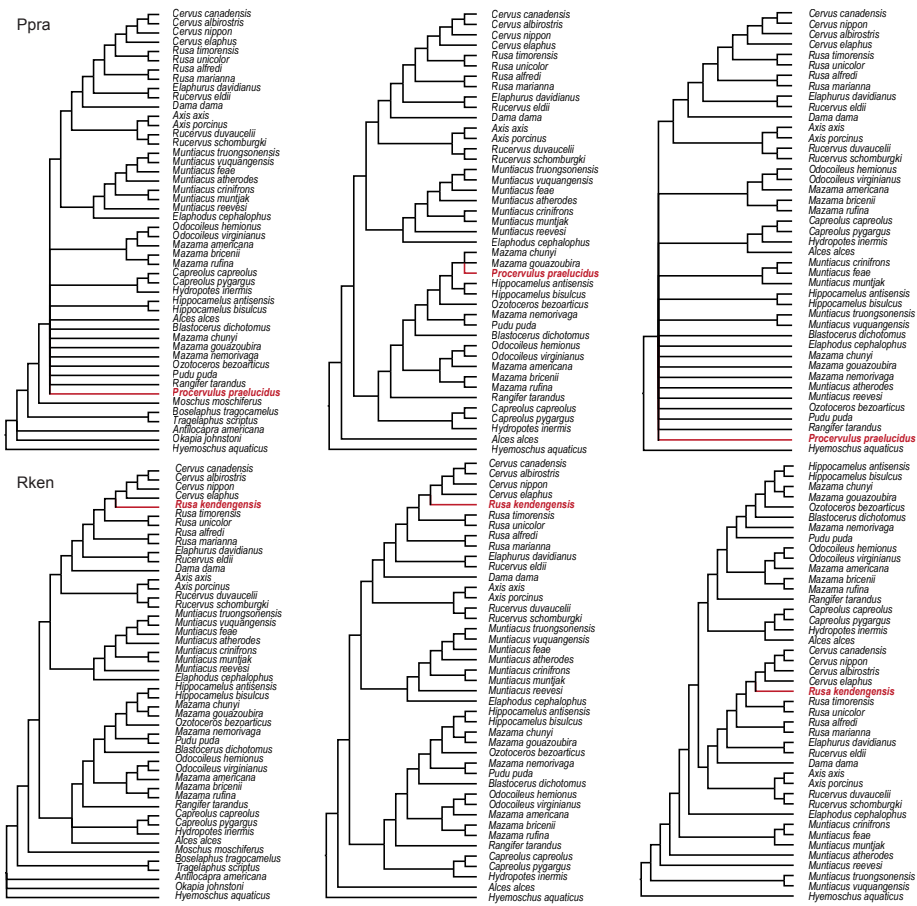 Ppra
Cervus canadensis
Cervus albirostris
Cervus nippon
Cervus elaphus
Rusa timorensis
Rusa unicolor
Rusa alfredi
Rusa marianna
Elaphurus davidianus
Rucervus eldii
Dama dama
Axis axis
Axis porcinus
Rucervus duvaucelii
Rucervus schomburgki
Muntiacus truongsonensis
Muntiacus vuquangensis
Muntiacus feae
Muntiacus atherodes
Muntiacus crinifrons
Muntiacus muntjak
Muntiacus reevesi
Elaphodus cephalophus
Odocoileus hemionus
Odocoileus virginianus
Mazama americana
Mazama bricenii
Mazama rufina
Capreolus capreolus
Capreolus pygargus
Hydropotes inermis
Hippocamelus antisensis
Hippocamelus bisulcus
Alces alces
Blastocerus dichotomus
Mazama chunyi
Mazama gouazoubira
Mazama nemorivaga
Ozotoceros bezoarticus
Pudu puda
Rangifer tarandus
Procervulus praelucidus
Moschus moschiferus
Boselaphus tragocamelus
Tragelaphus scriptus
Antilocapra americana
Okapia johnstoni
Hyemoschus aquaticus
Cervus canadensis
Cervus albirostris
Cervus nippon
Cervus elaphus
Rusa timorensis
Rusa unicolor
Rusa alfredi
Rusa marianna
Elaphurus davidianus
Rucervus eldii
Dama dama
Axis axis
Axis porcinus
Rucervus duvaucelii
Rucervus schomburgki
Muntiacus truongsonensis
Muntiacus vuquangensis
Muntiacus feae
Muntiacus atherodes
Muntiacus crinifrons
Muntiacus muntjak
Muntiacus reevesi
Elaphodus cephalophus
Mazama chunyi
Mazama gouazoubira
Procervulus praelucidus
Hippocamelus antisensis
Hippocamelus bisulcus
Ozotoceros bezoarticus
Mazama nemorivaga
Pudu puda
Blastocerus dichotomus
Odocoileus hemionus
Odocoileus virginianus
Mazama americana
Mazama bricenii
Mazama rufina
Rangifer tarandus
Capreolus capreolus
Capreolus pygargus
Hydropotes inermis
Alces alces
Hyemoschus aquaticus
Cervus canadensis
Cervus nippon
Cervus albirostris
Cervus elaphus
Rusa timorensis
Rusa unicolor
Rusa alfredi
Rusa marianna
Elaphurus davidianus
Rucervus eldii
Dama dama
Axis axis
Axis porcinus
Rucervus duvaucelii
Rucervus schomburgki
Odocoileus hemionus
Odocoileus virginianus
Mazama americana
Mazama bricenii
Mazama rufina
Capreolus capreolus
Capreolus pygargus
Hydropotes inermis
Alces alces
Muntiacus crinifrons
Muntiacus feae
Muntiacus muntjak
Hippocamelus antisensis
Hippocamelus bisulcus
Muntiacus truongsonensis
Muntiacus vuquangensis
Blastocerus dichotomus
Elaphodus cephalophus
Mazama chunyi
Mazama gouazoubira
Mazama nemorivaga
Muntiacus atherodes
Muntiacus reevesi
Ozotoceros bezoarticus
Pudu puda
Rangifer tarandus
Procervulus praelucidus
Hyemoschus aquaticus
Rken
Cervus canadensis
Cervus albirostris
Cervus nippon
Cervus elaphus
Rusa kendengensis
Rusa timorensis
Rusa unicolor
Rusa alfredi
Rusa marianna
Elaphurus davidianus
Rucervus eldii
Dama dama
Axis axis
Axis porcinus
Rucervus duvaucelii
Rucervus schomburgki
Muntiacus truongsonensis
Muntiacus vuquangensis
Muntiacus feae
Muntiacus atherodes
Muntiacus crinifrons
Muntiacus muntjak
Muntiacus reevesi
Elaphodus cephalophus
Hippocamelus antisensis
Hippocamelus bisulcus
Mazama chunyi
Mazama gouazoubira
Ozotoceros bezoarticus
Mazama nemorivaga
Pudu puda
Blastocerus dichotomus
Odocoileus hemionus
Odocoileus virginianus
Mazama americana
Mazama bricenii
Mazama rufina
Rangifer tarandus
Capreolus capreolus
Capreolus pygargus
Hydropotes inermis
Alces alces
Moschus moschiferus
Boselaphus tragocamelus
Tragelaphus scriptus
Antilocapra americana
Okapia johnstoni
Hyemoschus aquaticus
Cervus canadensis
Cervus albirostris
Cervus nippon
Cervus elaphus
Rusa kendengensis
Rusa timorensis
Rusa unicolor
Rusa alfredi
Rusa marianna
Elaphurus davidianus
Rucervus eldii
Dama dama
Axis axis
Axis porcinus
Rucervus duvaucelii
Rucervus schomburgki
Muntiacus truongsonensis
Muntiacus vuquangensis
Muntiacus feae
Muntiacus atherodes
Muntiacus crinifrons
Muntiacus muntjak
Muntiacus reevesi
Elaphodus cephalophus
Hippocamelus antisensis
Hippocamelus bisulcus
Mazama chunyi
Mazama gouazoubira
Ozotoceros bezoarticus
Mazama nemorivaga
Pudu puda
Blastocerus dichotomus
Odocoileus hemionus
Odocoileus virginianus
Mazama americana
Mazama bricenii
Mazama rufina
Rangifer tarandus
Capreolus capreolus
Capreolus pygargus
Hydropotes inermis
Alces alces
Hyemoschus aquaticus
Hippocamelus antisensis
Hippocamelus bisulcus
Mazama chunyi
Mazama gouazoubira
Ozotoceros bezoarticus
Blastocerus dichotomus
Mazama nemorivaga
Pudu puda
Odocoileus hemionus
Odocoileus virginianus
Mazama americana
Mazama bricenii
Mazama rufina
Rangifer tarandus
Capreolus capreolus
Capreolus pygargus
Hydropotes inermis
Alces alces
Cervus canadensis
Cervus nippon
Cervus albirostris
Cervus elaphus
Rusa kendengensis
Rusa timorensis
Rusa unicolor
Rusa alfredi
Rusa marianna
Elaphurus davidianus
Rucervus eldii
Dama dama
Axis axis
Axis porcinus
Rucervus duvaucelii
Rucervus schomburgki
Elaphodus cephalophus
Muntiacus crinifrons
Muntiacus feae
Muntiacus muntjak
Muntiacus atherodes
Muntiacus reevesi
Muntiacus truongsonensis
Muntiacus vuquangensis
Hyemoschus aquaticus